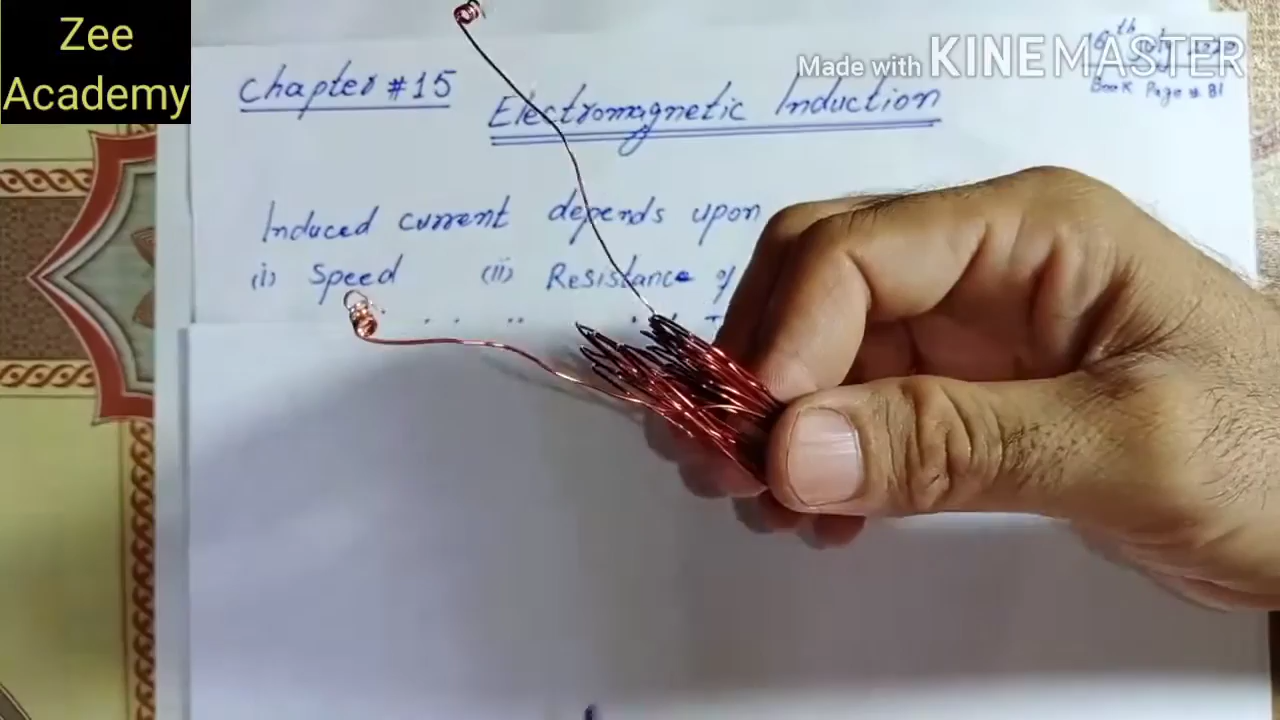 Zee
Academy
Made with KINEMASTER
Chapter #15
Book Page # 81
Electromagnetic Induction
Induced current depends upon
(i) Speed (ii) Resistance of